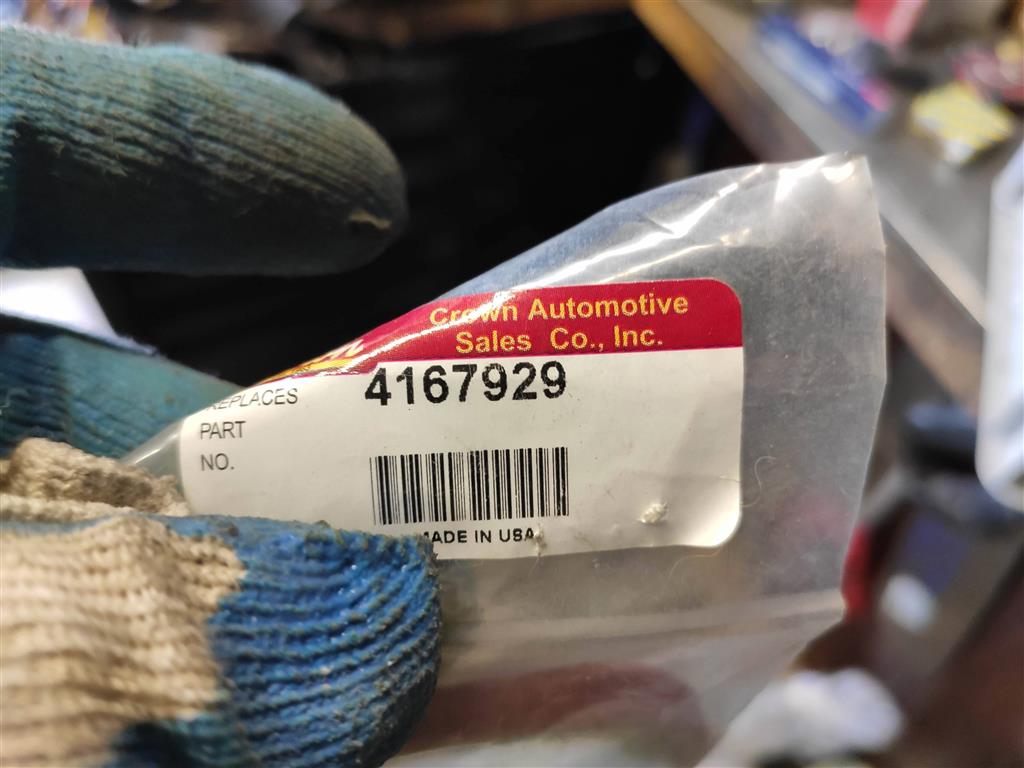 Crown Automotive
Sales Co., Inc.
REPLACES
PART
NO.
4167929
MADE IN USA